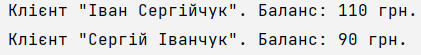 Клієнт "Іван Сергійчук". Баланс: 110 грн.
Клієнт "Сергій Іванчук". Баланс: 90 грн.